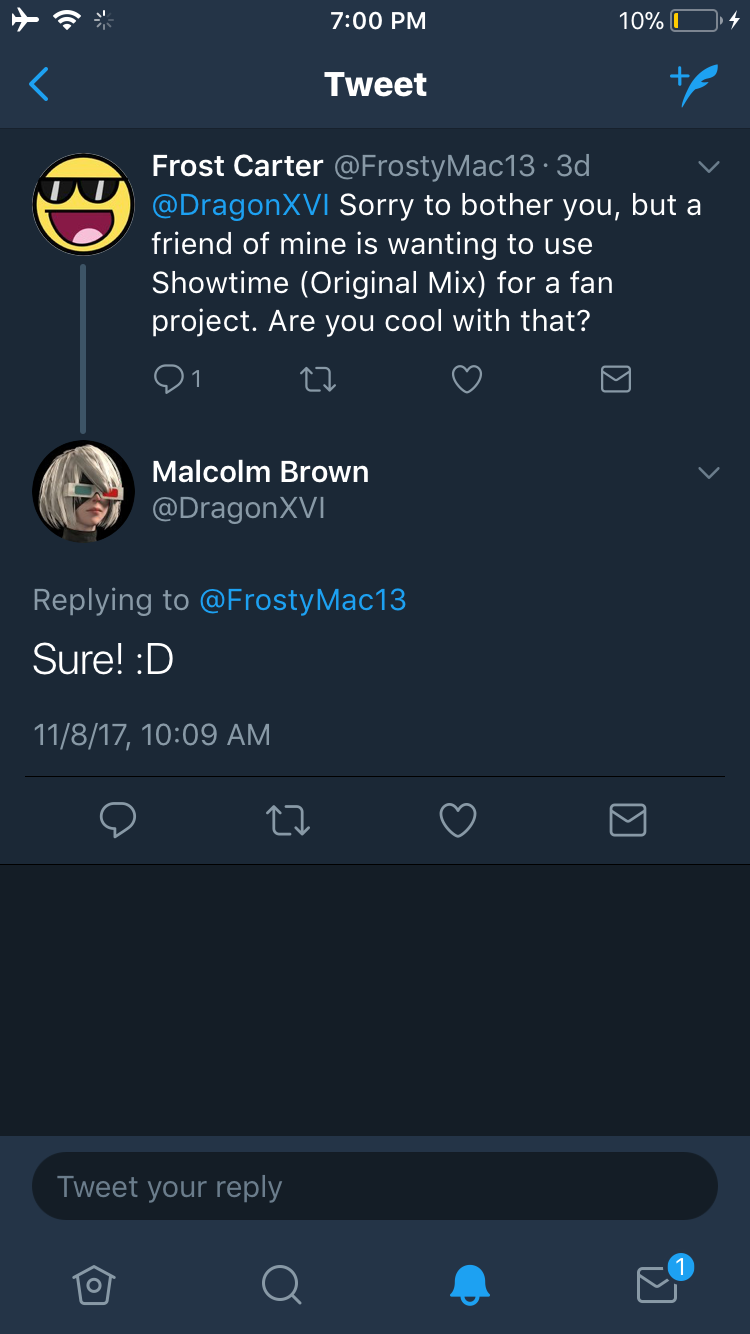 7:00 PM
10%
Tweet
Frost Carter @FrostyMac13 · 3d
@DragonXVI Sorry to bother you, but a
friend of mine is wanting to use
Showtime (Original Mix) for a fan
project. Are you cool with that?
1
Malcolm Brown
@DragonXVI
Replying to @FrostyMac13
Sure! :D
11/8/17, 10:09 AM
Tweet your reply
1